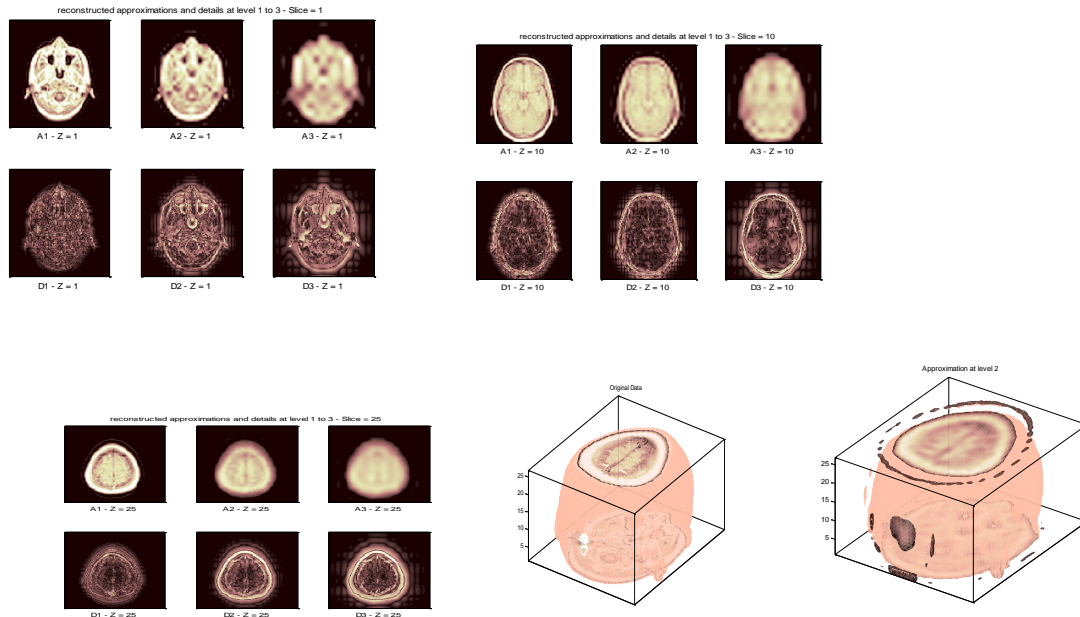 reconstructed approximations and details at level 1 to 3 - Slice = 1
A1 - Z = 1 A2 - Z = 1 A3 - Z = 1
D1 - Z = 1 D2 - Z = 1 D3 - Z = 1
reconstructed approximations and details at level 1 to 3 - Slice = 10
A1 - Z = 10 A2 - Z = 10 A3 - Z = 10
D1 - Z = 10 D2 - Z = 10 D3 - Z = 10
reconstructed approximations and details at level 1 to 3 - Slice = 25
A1 - Z = 25 A2 - Z = 25 A3 - Z = 25
D1 - Z = 25 D2 - Z = 25 D3 - Z = 25
Original Data
25
20
15
10
5
Approximation at level 2
25
20
15
10
5